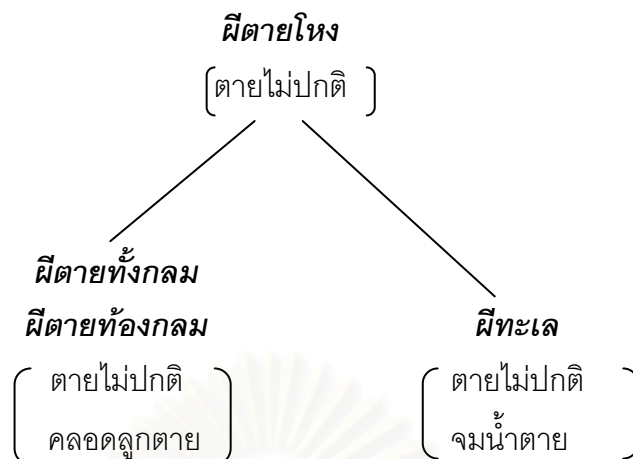 ผีตายโหง
ตายไม่ปกติ
ผีตายทั้งกลม
ผีตายท้องกลม
ตายไม่ปกติ
คลอดลูกตาย
ผีทะเล
ตายไม่ปกติ
จมน้ำตาย